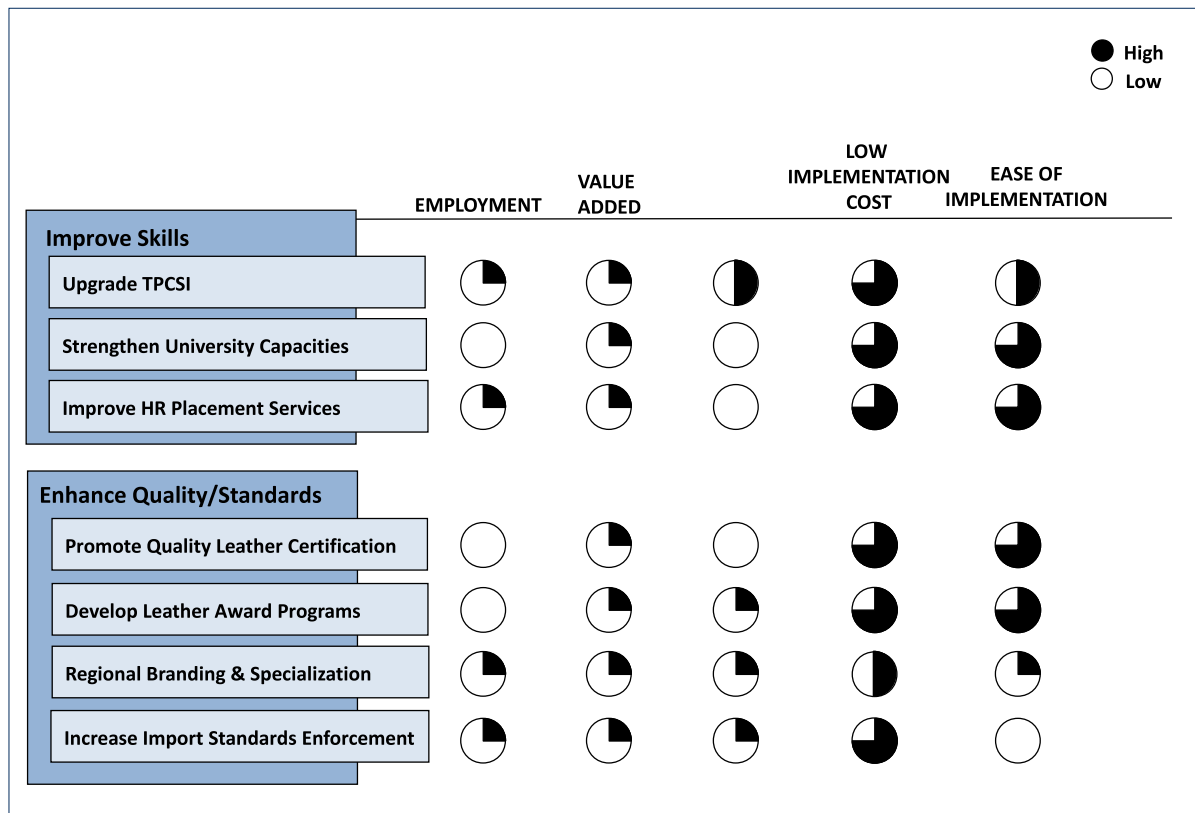 High
Low
LOW
IMPLEMENTATION
COST
EASE OF
IMPLEMENTATION
VALUE
ADDED
EMPLOYMENT
Improve Skills
Upgrade TPCSI
Strengthen University Capacities
Improve HR Placement Services
Enhance Quality/Standards
Promote Quality Leather Certification
Develop Leather Award Programs
Regional Branding & Specialization
Increase Import Standards Enforcement